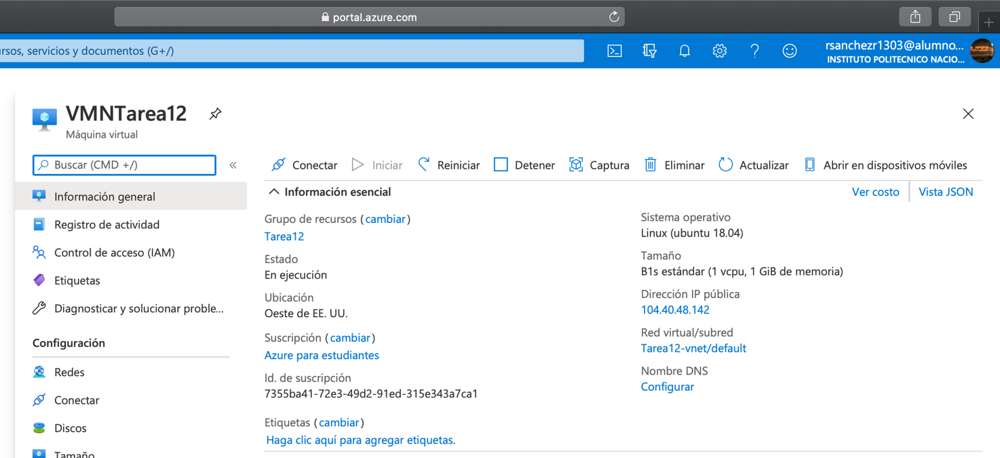 portal.azure.com
rsos, servicios y documentos (G+/)
rsanchezr1303@alumno...
INSTITUTO POLITECNICO NACIO...
VMNTarea12
Máquina virtual
Buscar (CMD +/)
«
Información general
Registro de actividad
Control de acceso (IAM)
Etiquetas
Diagnosticar y solucionar proble...
Configuración
Redes
Conectar
Discos
Tamaño
Conectar Iniciar Reiniciar Detener Captura Eliminar Actualizar Abrir en dispositivos móviles
Información esencial
Ver costo Vista JSON
Grupo de recursos (cambiar)
Tarea12
Estado
En ejecución
Ubicación
Oeste de EE. UU.
Suscripción (cambiar)
Azure para estudiantes
Id. de suscripción
7355ba41-72e3-49d2-91ed-315e343a7ca1
Etiquetas (cambiar)
Haga clic aquí para agregar etiquetas.
Sistema operativo
Linux (ubuntu 18.04)
Tamaño
B1s estándar (1 vcpu, 1 GiB de memoria)
Dirección IP pública
104.40.48.142
Red virtual/subred
Tarea12-vnet/default
Nombre DNS
Configurar